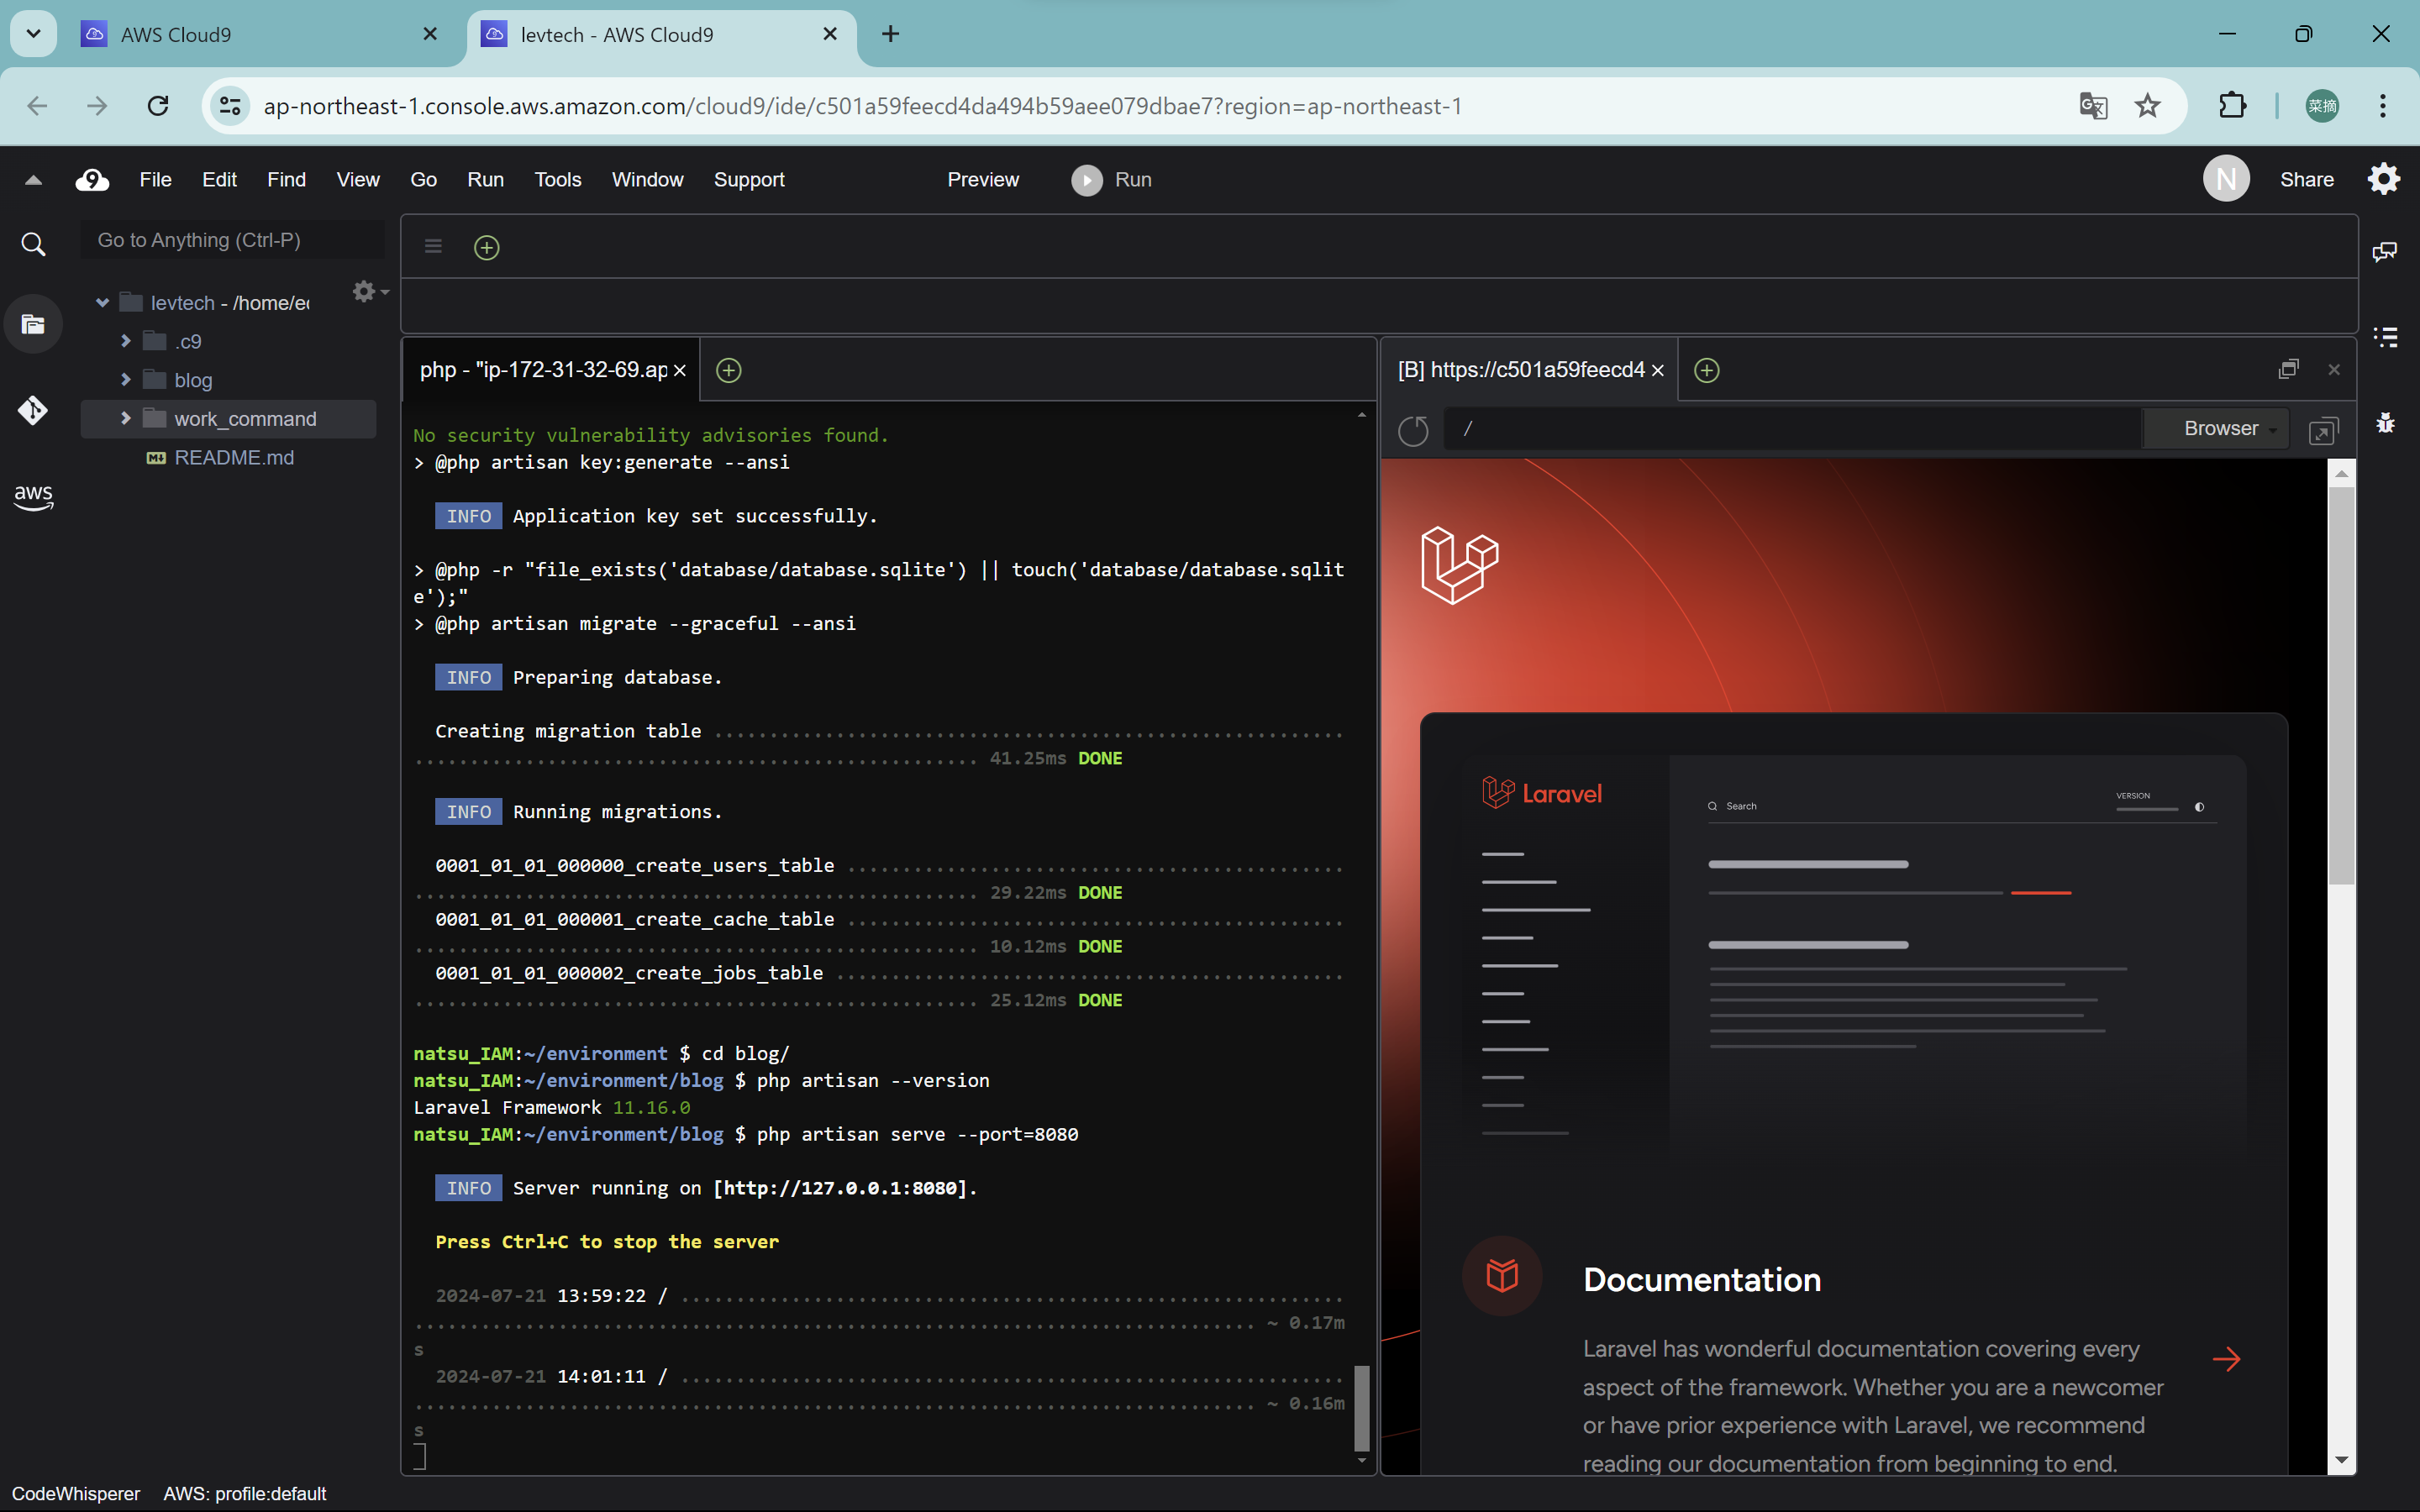 AWS Cloud9
levtech - AWS Cloud9
ap-northeast-1.console.aws.amazon.com/cloud9/ide/c501a59feecd4da494b59aee079dbae7?region=ap-northeast-1
菜摘
9 File Edit Find View Go Run Tools Window Support Preview Run N Share
Go to Anything (Ctrl-P)
levtech - /home/ec
.c9
blog
work_command
README.md
aws
php - "ip-172-31-32-69.ap
No security vulnerability advisories found.
> @php artisan key:generate --ansi
INFO Application key set successfully.
> @php -r "file_exists('database/database.sqlite') || touch('database/database.sqlit
e');"
> @php artisan migrate --graceful --ansi
INFO Preparing database.
Creating migration table ........................................................
................................................... 41.25ms DONE
INFO Running migrations.
0001_01_01_000000_create_users_table .............................................
................................................... 29.22ms DONE
0001_01_01_000001_create_cache_table .............................................
................................................... 10.12ms DONE
0001_01_01_000002_create_jobs_table ..............................................
................................................... 25.12ms DONE
natsu_IAM:~/environment $ cd blog/
natsu_IAM:~/environment/blog $ php artisan --version
Laravel Framework 11.16.0
natsu_IAM:~/environment/blog $ php artisan serve --port=8080
INFO Server running on [http://127.0.0.1:8080].
Press Ctrl+C to stop the server
2024-07-21 13:59:22 / ............................................................
............................................................................ ~ 0.17m
s
2024-07-21 14:01:11 / ............................................................
............................................................................ ~ 0.16m
s
[B] https://c501a59feecd4
/
Browser
Laravel
Search
VERSION
Documentation
Laravel has wonderful documentation covering every
aspect of the framework. Whether you are a newcomer
or have prior experience with Laravel, we recommend
reading our documentation from beginning to end.
CodeWhisperer AWS: profile:default